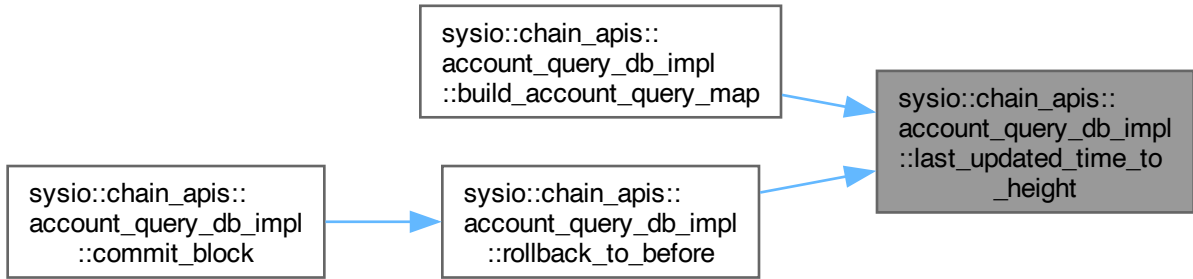 sysio::chain_apis::
account_query_db_impl
::build_account_query_map
sysio::chain_apis::
account_query_db_impl
::last_updated_time_to
_height
sysio::chain_apis::
account_query_db_impl
::commit_block
sysio::chain_apis::
account_query_db_impl
::rollback_to_before